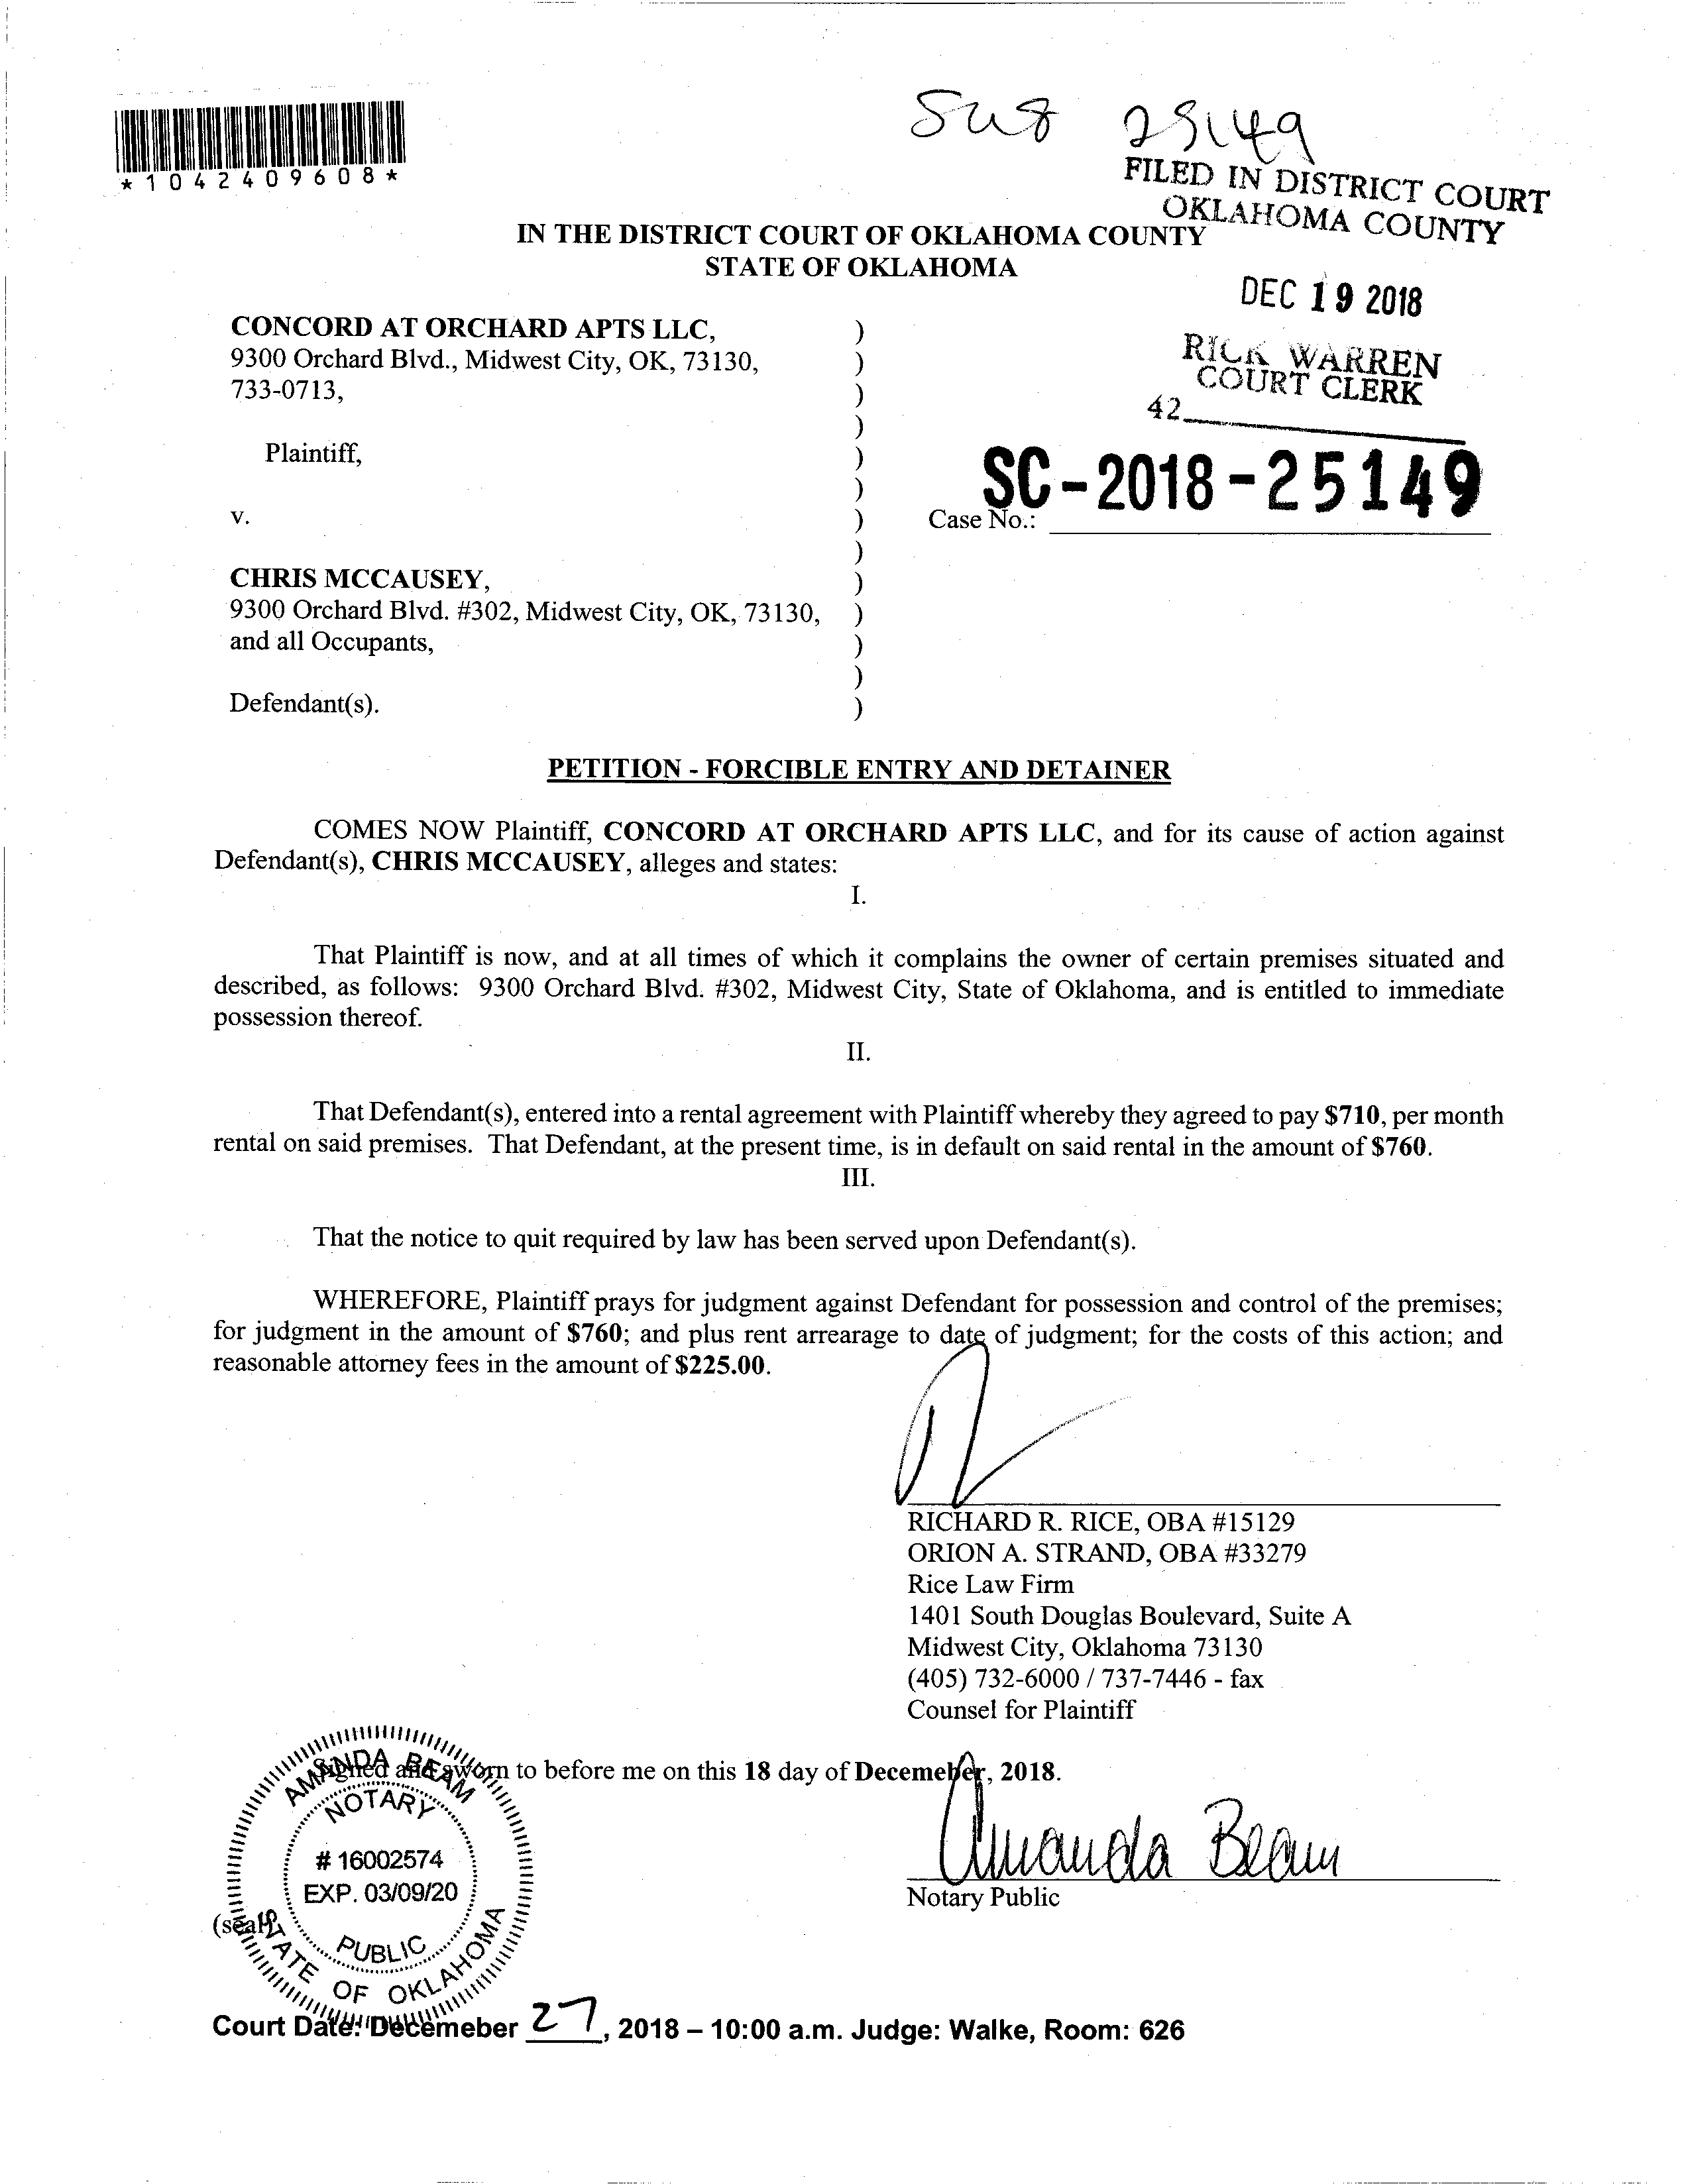 25149
*1042409608*
FILED IN DISTRICT COURT
OKLAHOMA COUNTY
IN THE DISTRICT COURT OF OKLAHOMA COUNTY
STATE OF OKLAHOMA
DEC 19 2018
RICK WARREN
COURT CLERK
42
CONCORD AT ORCHARD APTS LLC, )
9300 Orchard Blvd., Midwest City, OK, 73130, )
733-0713, )
)
Plaintiff, )
)
SC-2018-25149
v. ) Case No.:
)
CHRIS MCCAUSEY, )
9300 Orchard Blvd. #302, Midwest City, OK, 73130, )
and all Occupants, )
)
Defendant(s). )
PETITION - FORCIBLE ENTRY AND DETAINER
COMES NOW Plaintiff, CONCORD AT ORCHARD APTS LLC, and for its cause of action against
Defendant(s), CHRIS MCCAUSEY, alleges and states:
I.
That Plaintiff is now, and at all times of which it complains the owner of certain premises situated and
described, as follows: 9300 Orchard Blvd. #302, Midwest City, State of Oklahoma, and is entitled to immediate
possession thereof.
II.
That Defendant(s), entered into a rental agreement with Plaintiff whereby they agreed to pay $710, per month
rental on said premises. That Defendant, at the present time, is in default on said rental in the amount of $760.
III.
That the notice to quit required by law has been served upon Defendant(s).
WHEREFORE, Plaintiff prays for judgment against Defendant for possession and control of the premises;
for judgment in the amount of $760; and plus rent arrearage to date of judgment; for the costs of this action; and
reasonable attorney fees in the amount of $225.00.
RICHARD R. RICE, OBA #15129
ORION A. STRAND, OBA #33279
Rice Law Firm
1401 South Douglas Boulevard, Suite A
Midwest City, Oklahoma 73130
(405) 732-6000 / 737-7446 - fax
Counsel for Plaintiff
Signed and sworn to before me on this 18 day of Decemeber, 2018.
Amanda Beam
Notary Public
(seal)
AMANDA BEAM
NOTARY
# 16002574
EXP. 03/09/20
PUBLIC
STATE OF OKLAHOMA
Court Date: Decemeber 27, 2018 – 10:00 a.m. Judge: Walke, Room: 626